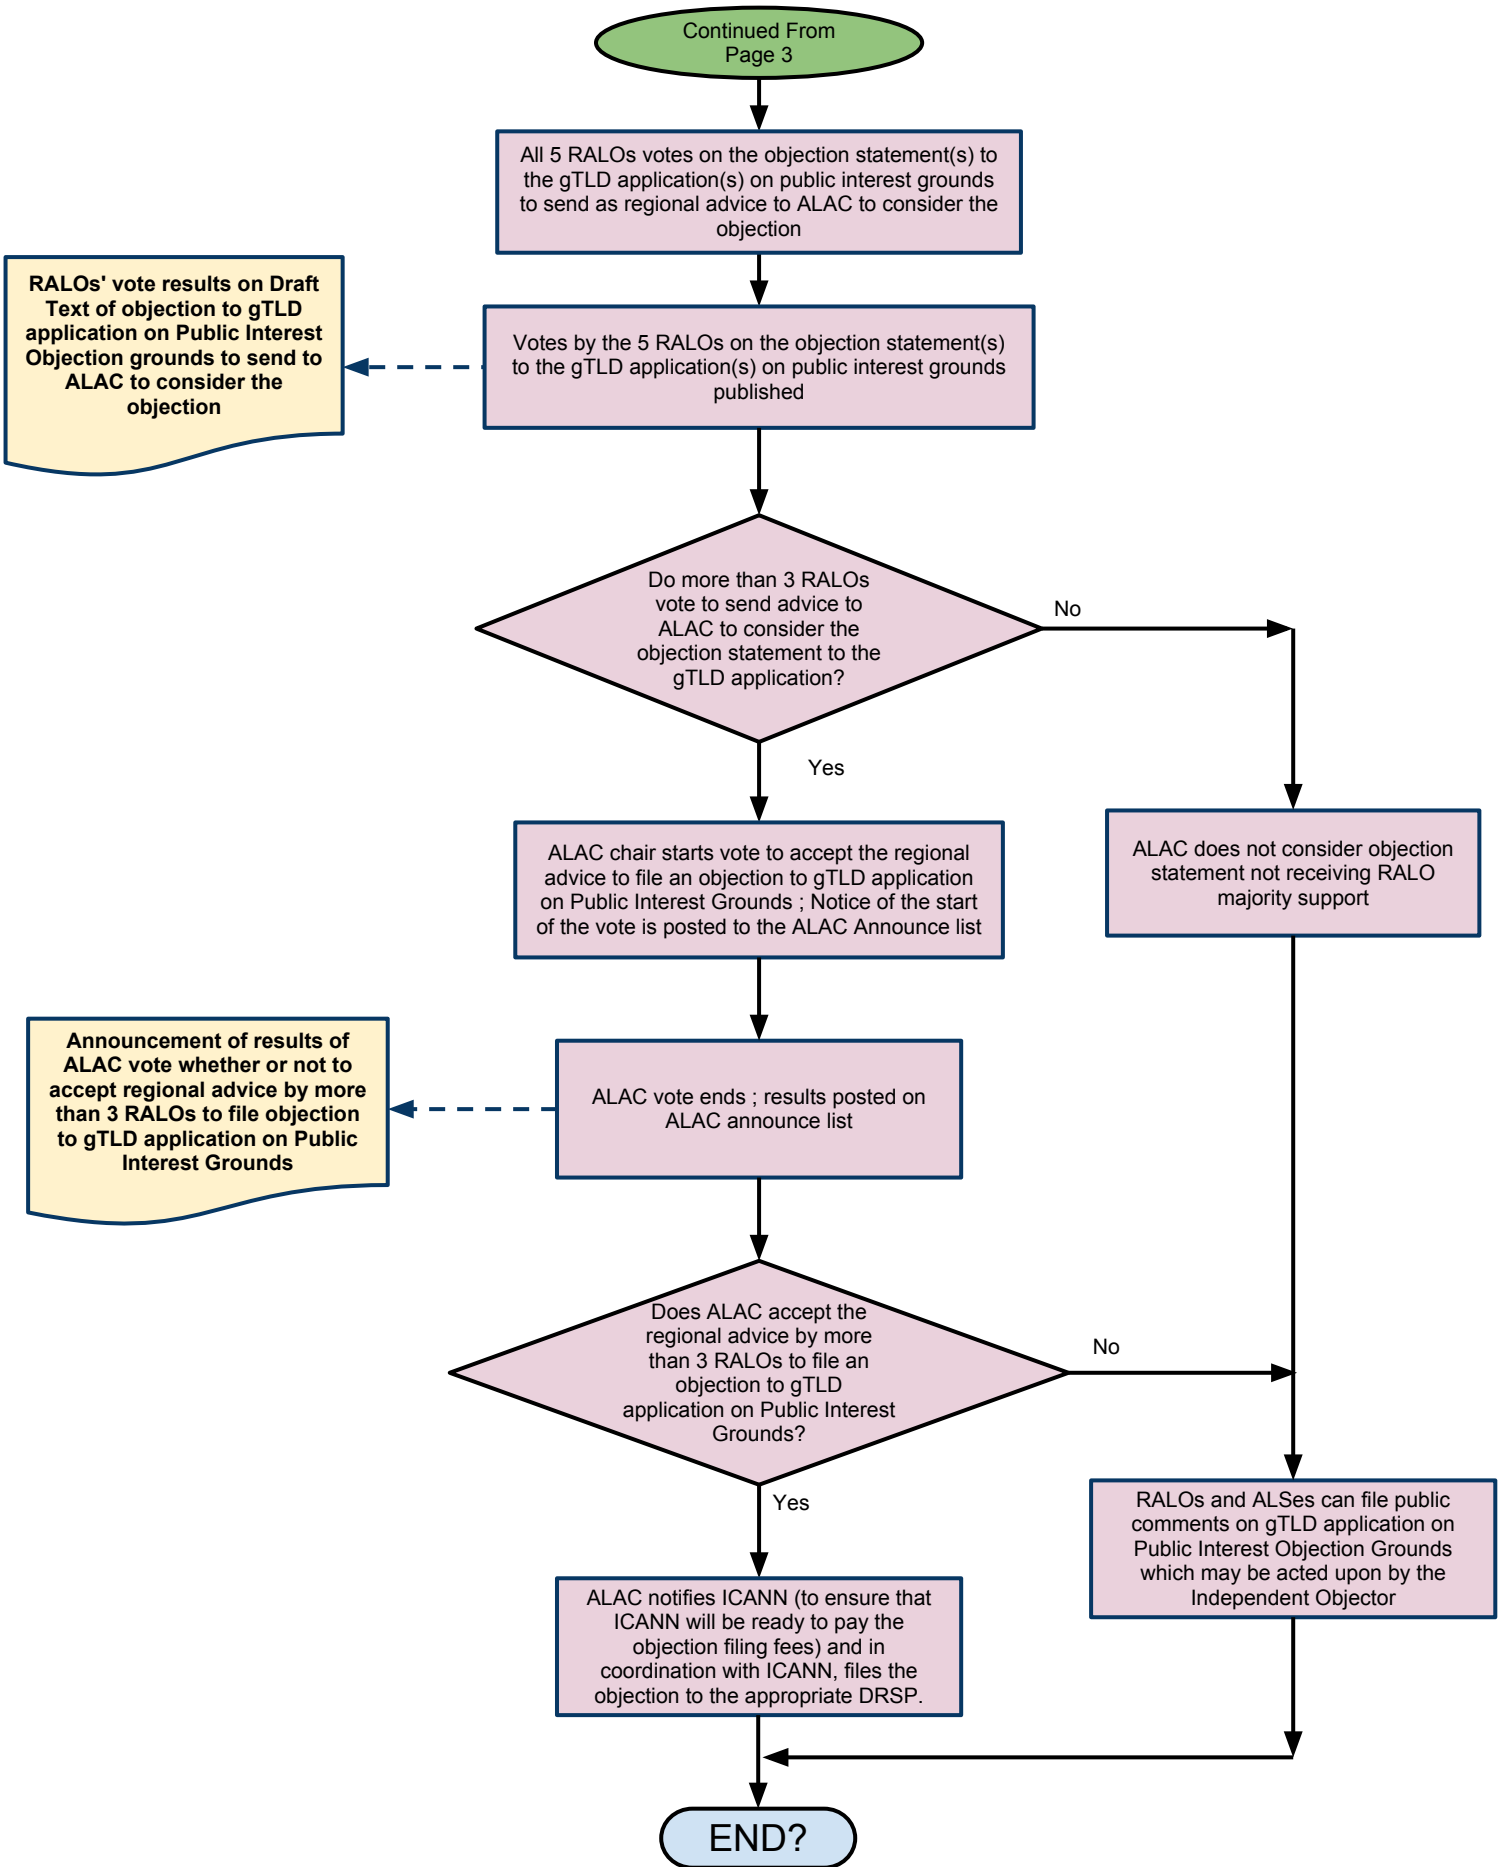 Continued From
Page 3
All 5 RALOs votes on the objection statement(s) to
the gTLD application(s) on public interest grounds
to send as regional advice to ALAC to consider the
objection
RALOs' vote results on Draft
Text of objection to gTLD
application on Public Interest
Objection grounds to send to
ALAC to consider the
objection
Votes by the 5 RALOs on the objection statement(s)
to the gTLD application(s) on public interest grounds
published
Do more than 3 RALOs
vote to send advice to
ALAC to consider the
objection statement to the
gTLD application?
No
Yes
ALAC chair starts vote to accept the regional
advice to file an objection to gTLD application
on Public Interest Grounds ; Notice of the start
of the vote is posted to the ALAC Announce list
ALAC does not consider objection
statement not receiving RALO
majority support
Announcement of results of
ALAC vote whether or not to
accept regional advice by more
than 3 RALOs to file objection
to gTLD application on Public
Interest Grounds
ALAC vote ends ; results posted on
ALAC announce list
Does ALAC accept the
regional advice by more
than 3 RALOs to file an
objection to gTLD
application on Public Interest
Grounds?
No
Yes
RALOs and ALSes can file public
comments on gTLD application on
Public Interest Objection Grounds
which may be acted upon by the
Independent Objector
ALAC notifies ICANN (to ensure that
ICANN will be ready to pay the
objection filing fees) and in
coordination with ICANN, files the
objection to the appropriate DRSP.
END?